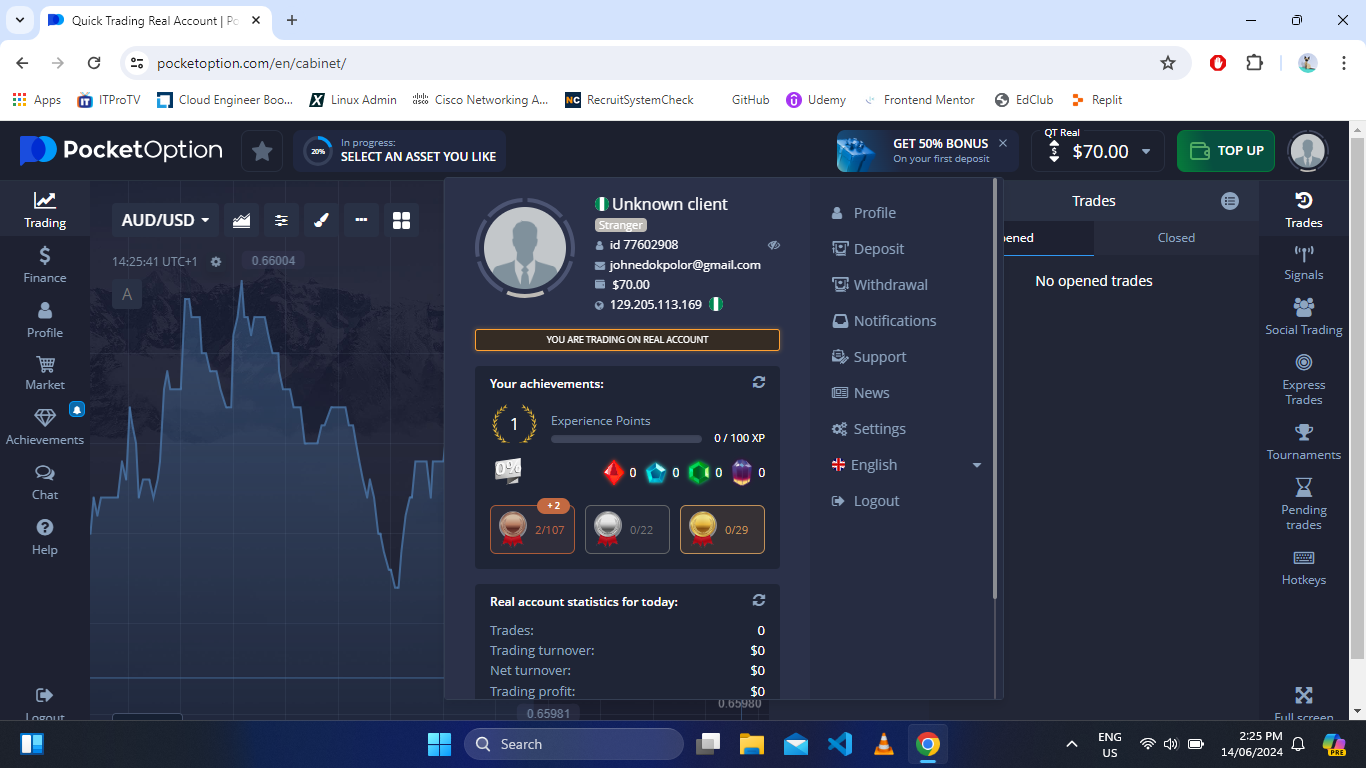 Quick Trading Real Account | Po
pocketoption.com/en/cabinet/
Apps
ITProTV
Cloud Engineer Boo...
Linux Admin
Cisco Networking A...
NC
RecruitSystemCheck
GitHub
Udemy
Frontend Mentor
EdClub
Replit
PocketOption
20%
In progress:
SELECT AN ASSET YOU LIKE
GET 50% BONUS
On your first deposit
QT Real
$70.00
TOP UP
Trading
Finance
Profile
Market
Achievements
Chat
Help
Logout
AUD/USD
14:25:41 UTC+1
0.66004
A
Unknown client
Stranger
id 77602908
johnedokpolor@gmail.com
$70.00
129.205.113.169
YOU ARE TRADING ON REAL ACCOUNT
Your achievements:
1
Experience Points
0 / 100 XP
0%
0
0
0
0
+ 2
2/107
0/22
0/29
Real account statistics for today:
Trades: 0
Trading turnover: $0
Net turnover: $0
Trading profit: $0
0.65981
0.65980
Profile
Deposit
Withdrawal
Notifications
Support
News
Settings
English
Logout
Trades
ened
Closed
No opened trades
Trades
Signals
Social Trading
Express
Trades
Tournaments
Pending
trades
Hotkeys
Full screen
Search
ENG
US
2:25 PM
14/06/2024
PRE